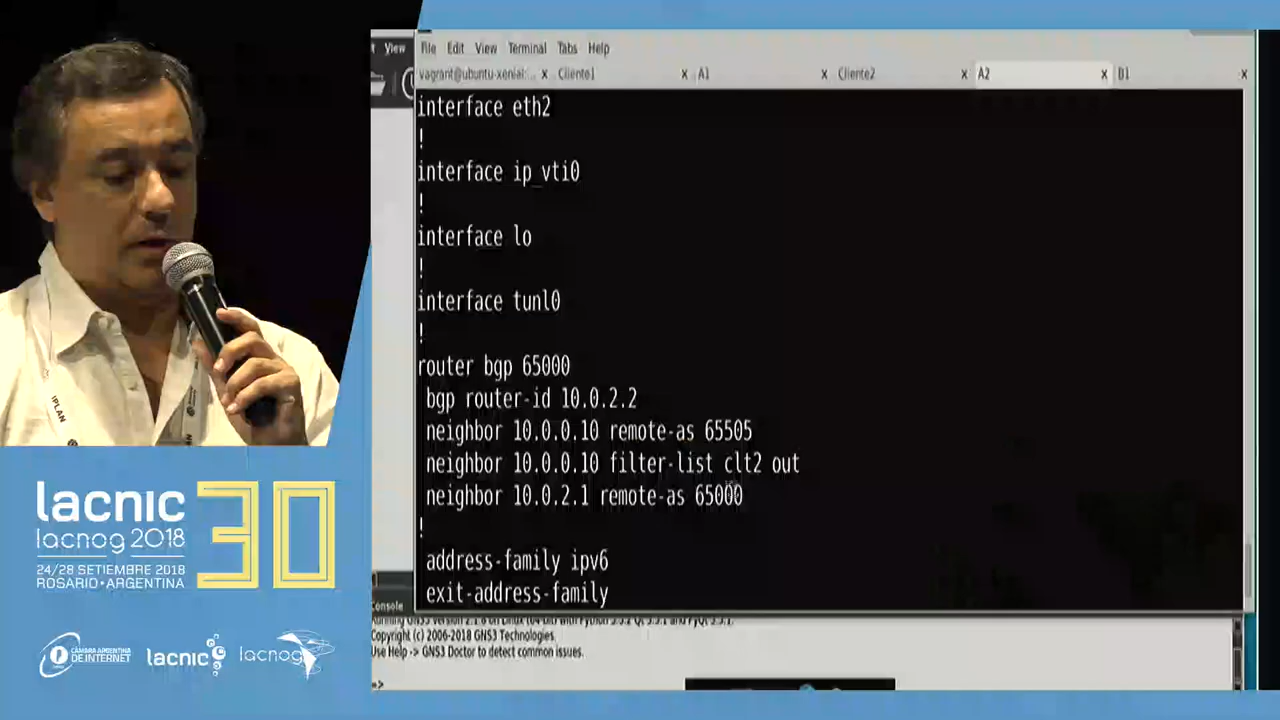 View
File Edit View Terminal Tabs Help
vagrant@ubuntu-xenial:... × Cliente1 × A1 × Cliente2 × A2 × B1 ×
interface eth2
!
interface ip_vti0
!
interface lo
!
interface tunl0
!
router bgp 65000
bgp router-id 10.0.2.2
neighbor 10.0.0.10 remote-as 65505
neighbor 10.0.0.10 filter-list clt2 out
neighbor 10.0.2.1 remote-as 65000
!
address-family ipv6
exit-address-family
Console
Copyright (c) 2006-2018 GNS3 Technologies.
Use Help -> GNS3 Doctor to detect common issues.
=>
IPLAN
lacnic 30
lacnog 2018
24/28 SETIEMBRE 2018
ROSARIO•ARGENTINA
CÁMARA ARGENTINA
DE INTERNET
lacnic
lacnog